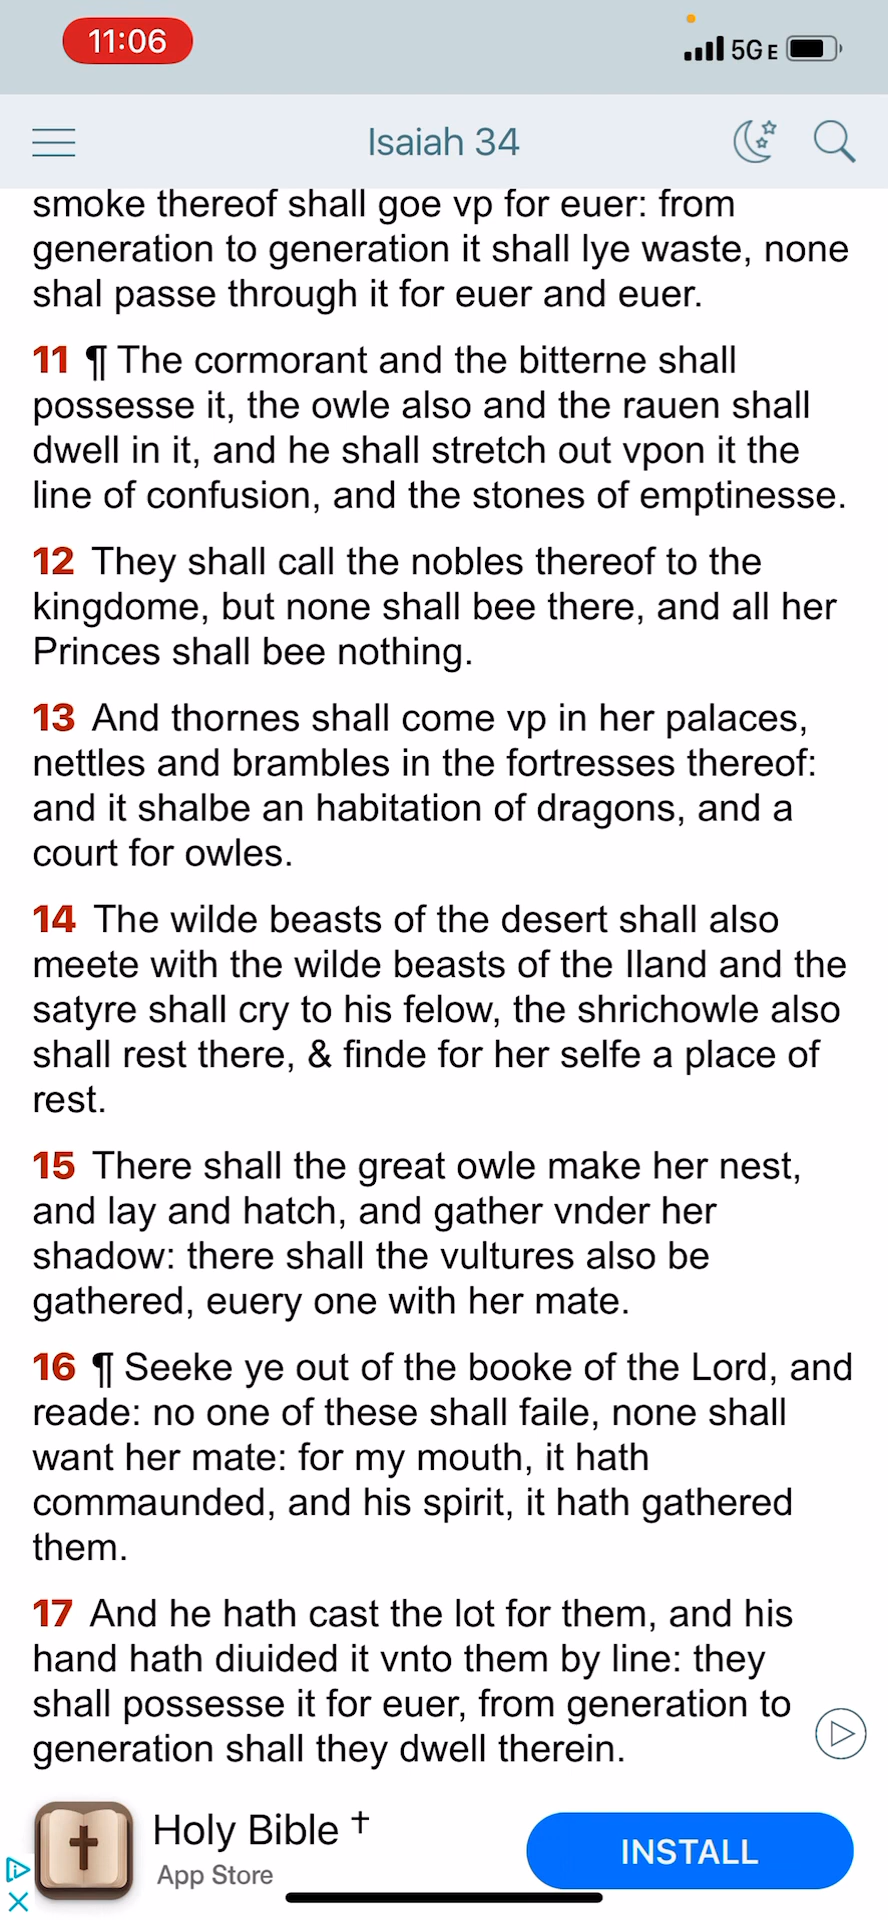 11:06
5G E
Isaiah 34
smoke thereof shall goe vp for euer: from
generation to generation it shall lye waste, none
shal passe through it for euer and euer.
11 ¶ The cormorant and the bitterne shall
possesse it, the owle also and the rauen shall
dwell in it, and he shall stretch out vpon it the
line of confusion, and the stones of emptinesse.
12 They shall call the nobles thereof to the
kingdome, but none shall bee there, and all her
Princes shall bee nothing.
13 And thornes shall come vp in her palaces,
nettles and brambles in the fortresses thereof:
and it shalbe an habitation of dragons, and a
court for owles.
14 The wilde beasts of the desert shall also
meete with the wilde beasts of the Iland and the
satyre shall cry to his felow, the shrichowle also
shall rest there, & finde for her selfe a place of
rest.
15 There shall the great owle make her nest,
and lay and hatch, and gather vnder her
shadow: there shall the vultures also be
gathered, euery one with her mate.
16 ¶ Seeke ye out of the booke of the Lord, and
reade: no one of these shall faile, none shall
want her mate: for my mouth, it hath
commaunded, and his spirit, it hath gathered
them.
17 And he hath cast the lot for them, and his
hand hath diuided it vnto them by line: they
shall possesse it for euer, from generation to
generation shall they dwell therein.
Holy Bible †
App Store
INSTALL